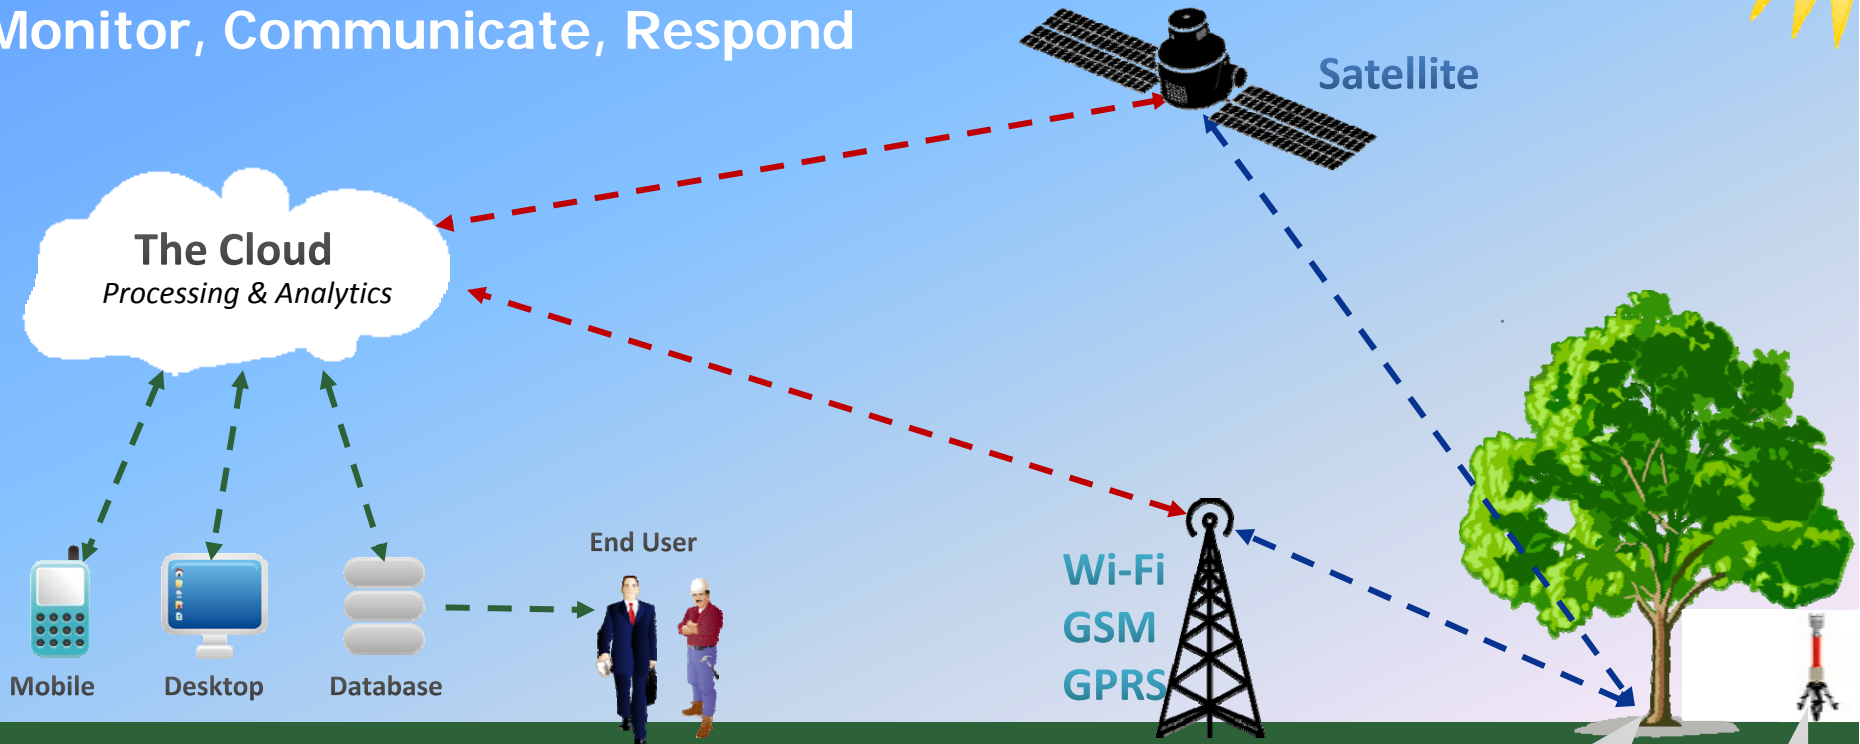 Monitor, Communicate, Respond
Satellite
The Cloud
Processing & Analytics
End User
Wi-Fi
GSM
GPRS
Mobile
Desktop
Database